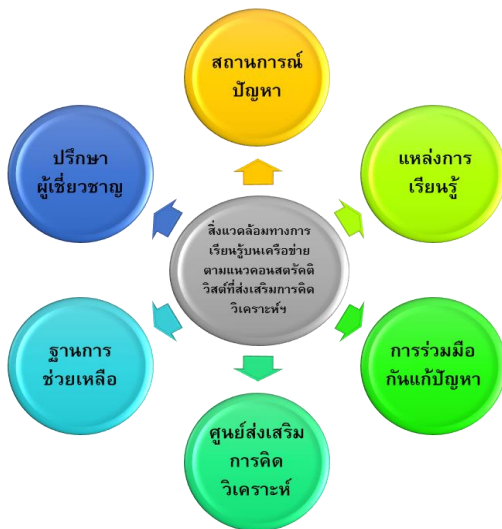 สถานการณ์
ปัญหา
ปรึกษา
ผู้เชี่ยวชาญ
แหล่งการ
เรียนรู้
สิ่งแวดล้อมทางการ
เรียนรู้บนเครือข่าย
ตามแนวคอนสตรัคติ
วิสต์ที่ส่งเสริมการคิด
วิเคราะห์ฯ
ฐานการ
ช่วยเหลือ
การร่วมมือ
กันแก้ปัญหา
ศูนย์ส่งเสริม
การคิด
วิเคราะห์